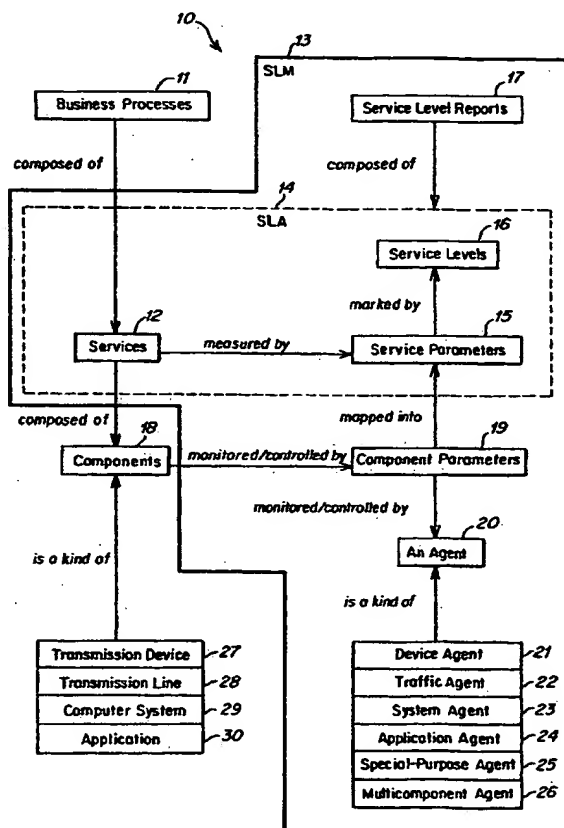 10
13
SLM
11
Business Processes
17
Service Level Reports
composed of
composed of
14
SLA
16
Service Levels
marked by
12
Services
measured by
15
Service Parameters
composed of
mapped into
18
Components
monitored/controlled by
19
Component Parameters
monitored/controlled by
20
An Agent
is a kind of
is a kind of
Transmission Device 27
Transmission Line 28
Computer System 29
Application 30
Device Agent 21
Traffic Agent 22
System Agent 23
Application Agent 24
Special-Purpose Agent 25
Multicomponent Agent 26